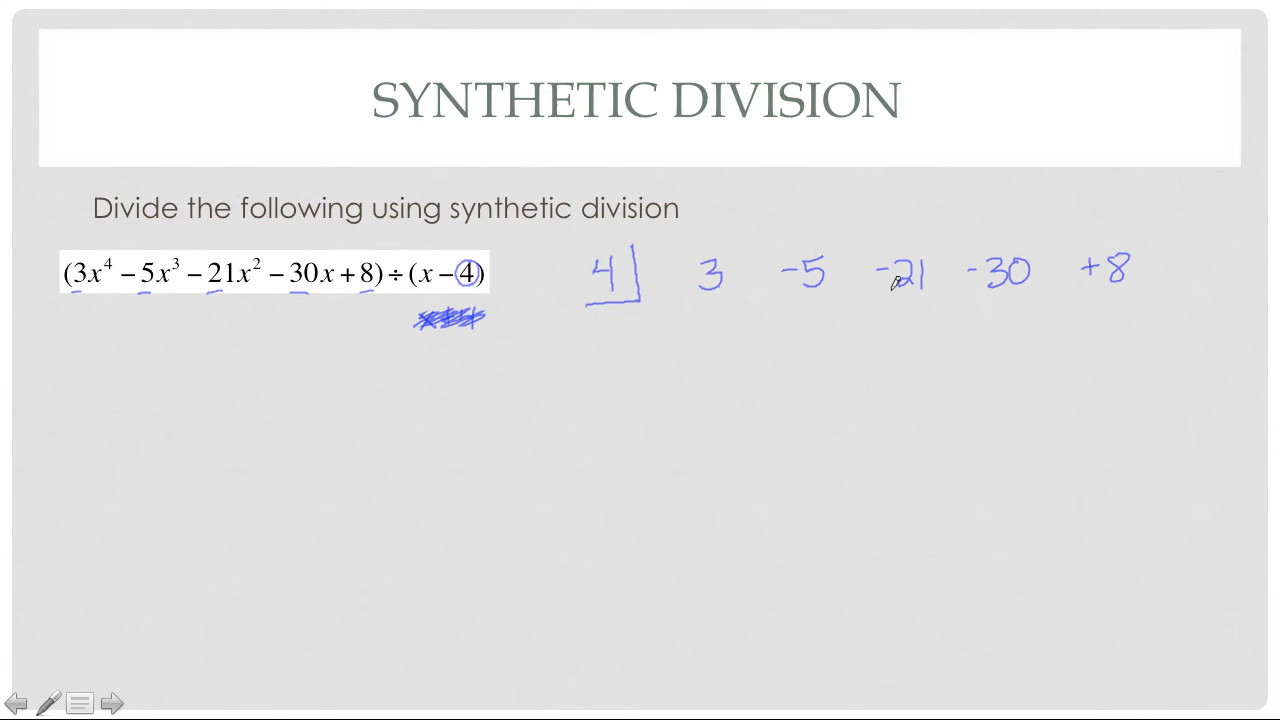 SYNTHETIC DIVISION
Divide the following using synthetic division
(3x⁴ − 5x³ − 21x² − 30x + 8) ÷ (x − 4)
4 3 -5 -21 -30 +8